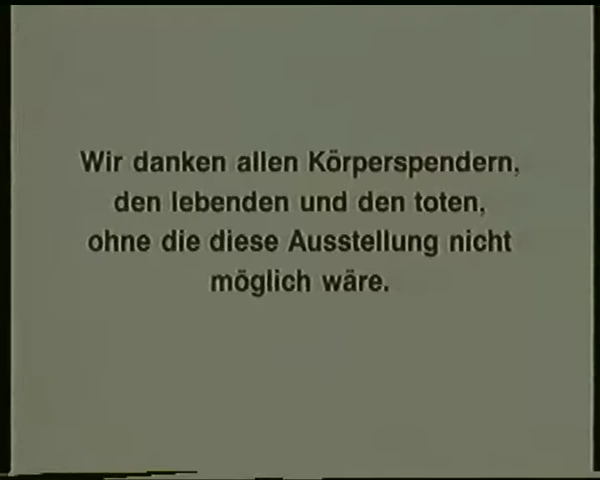 Wir danken allen Körperspendern,
den lebenden und den toten,
ohne die diese Ausstellung nicht
möglich wäre.